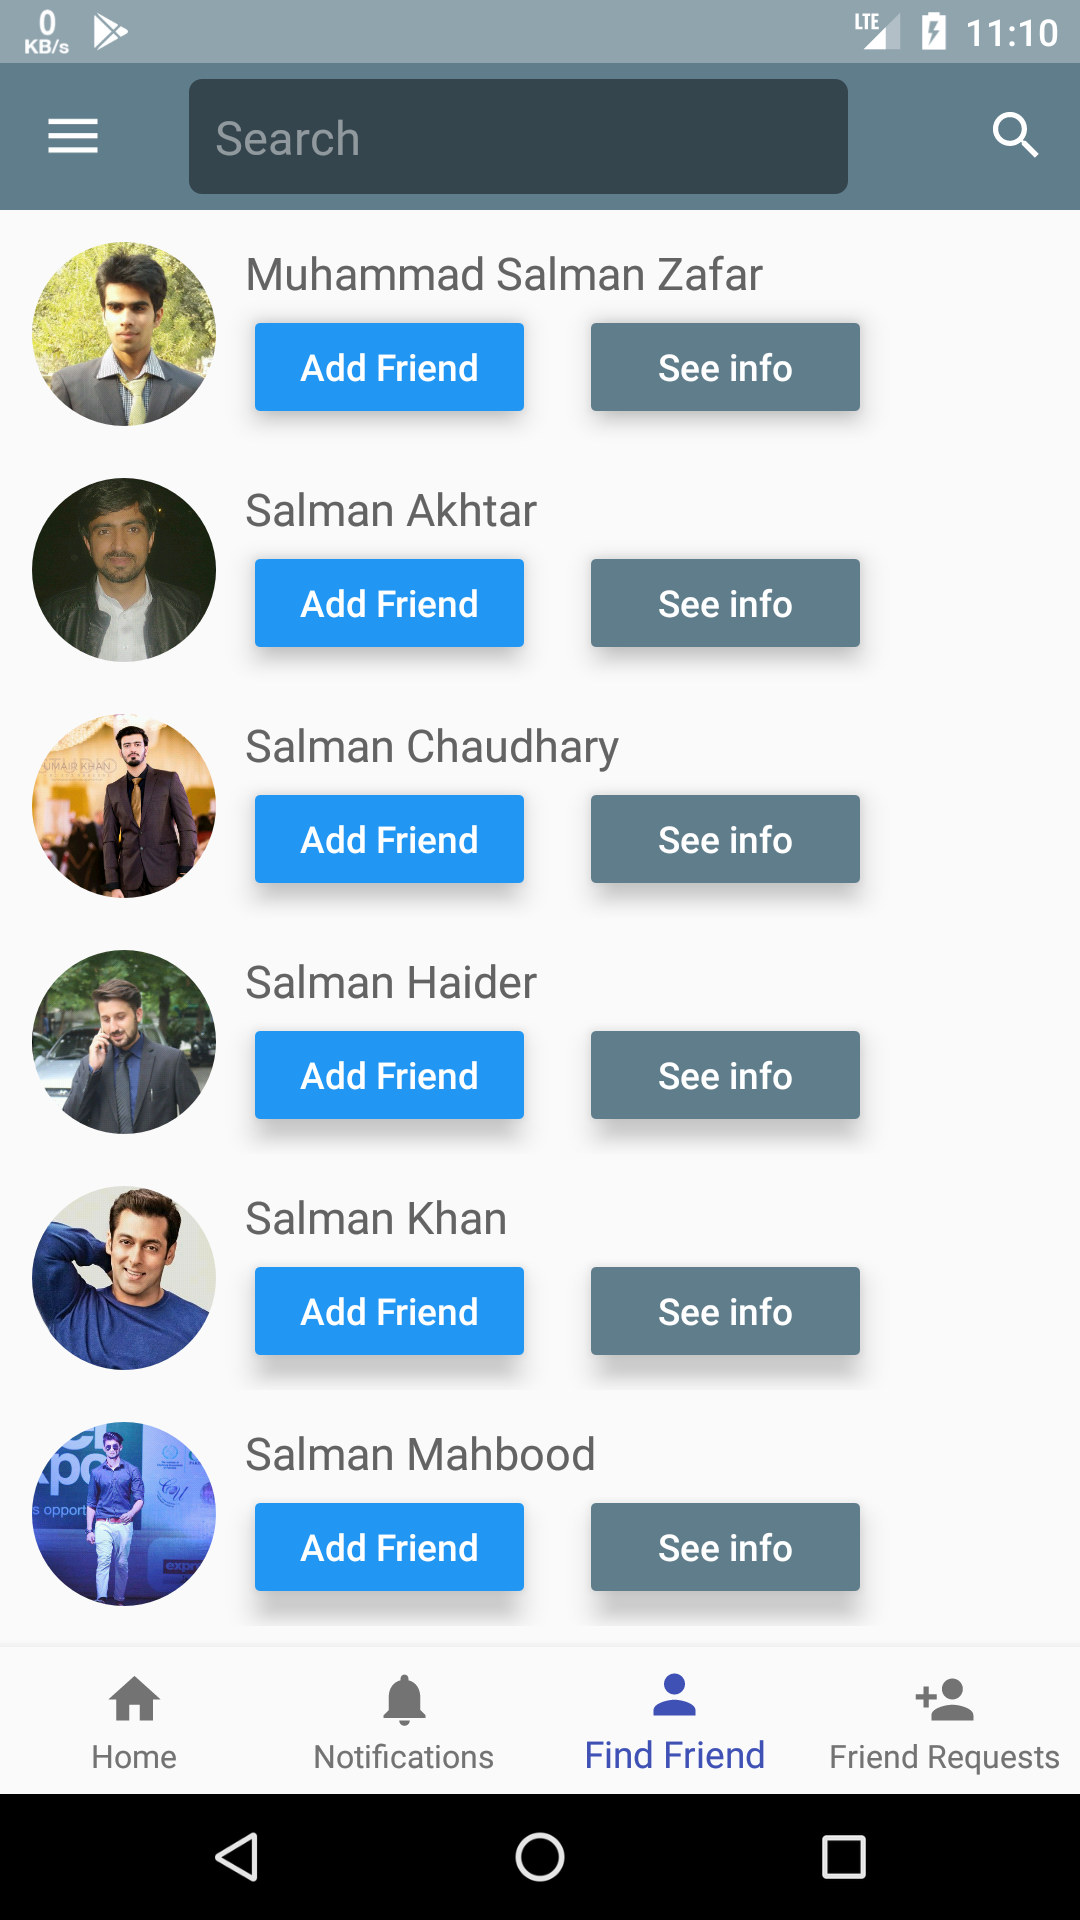 0
KB/s
LTE
11:10
Search
Muhammad Salman Zafar
Add Friend
See info
Salman Akhtar
Add Friend
See info
Salman Chaudhary
UMAIR KHAN
Add Friend
See info
Salman Haider
Add Friend
See info
Salman Khan
Add Friend
See info
Salman Mahbood
Add Friend
See info
Home
Notifications
Find Friend
Friend Requests